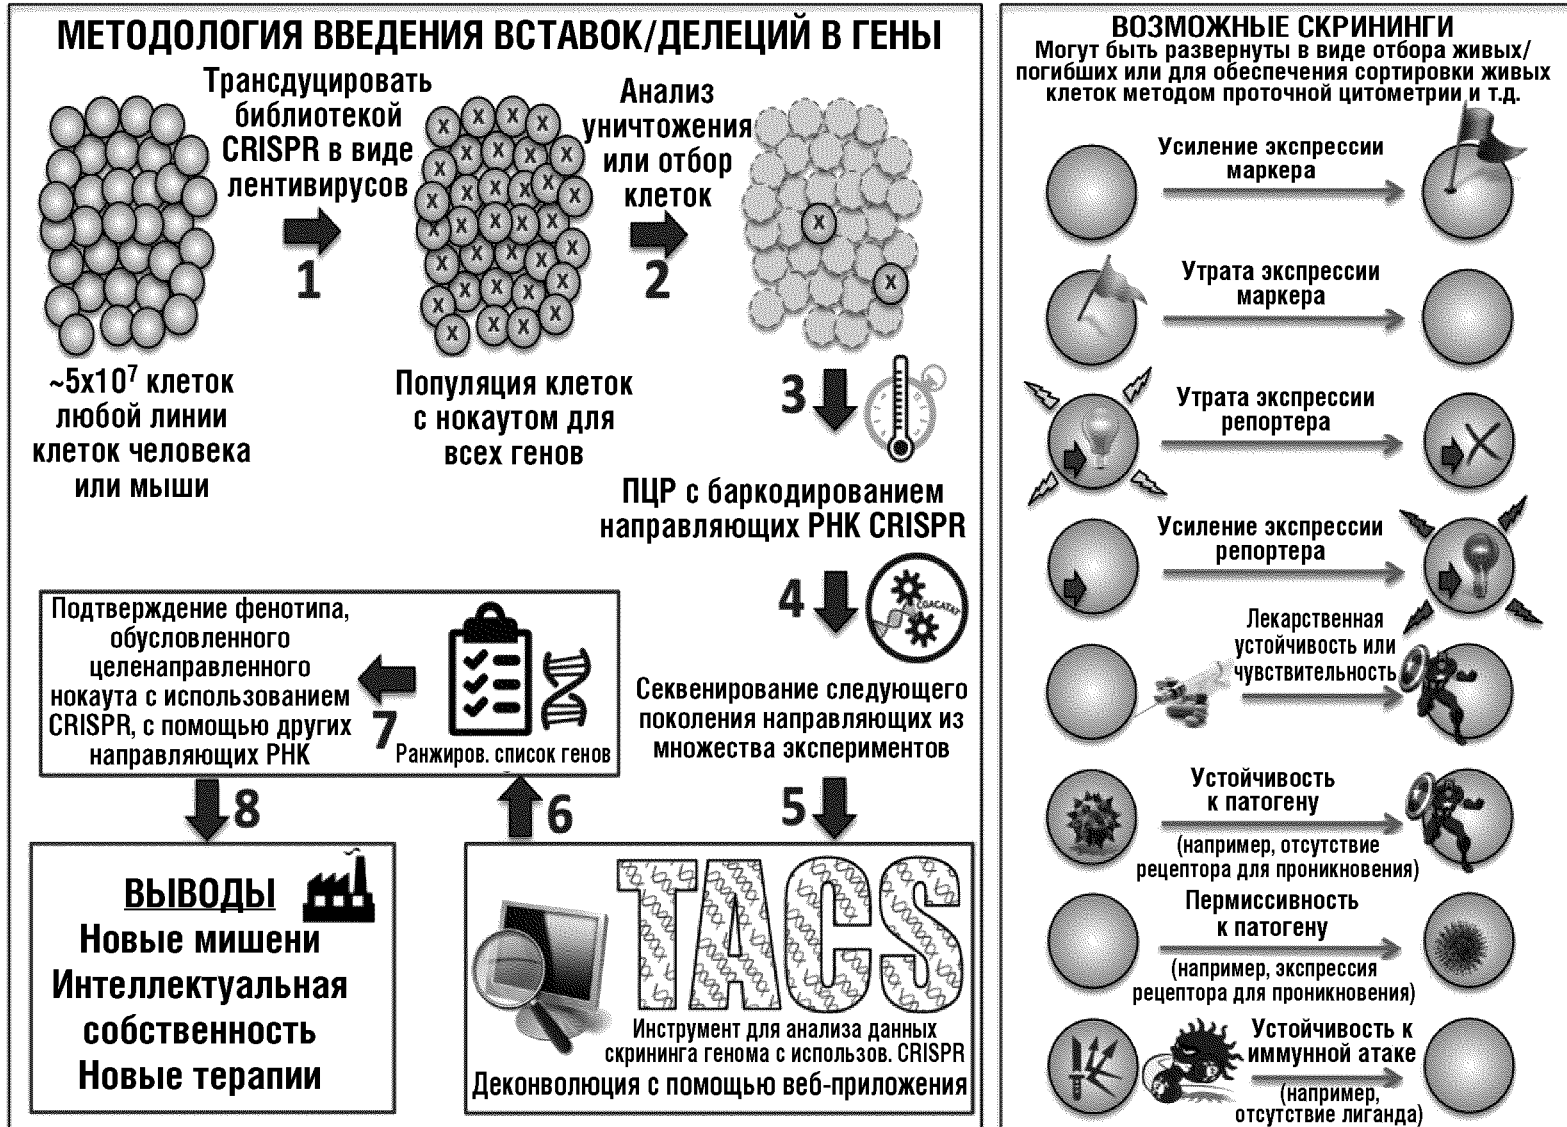 МЕТОДОЛОГИЯ ВВЕДЕНИЯ ВСТАВОК/ДЕЛЕЦИЙ В ГЕНЫ
Трансдуцировать
библиотекой
CRISPR в виде
лентивирусов
1
Анализ
уничтожения
или отбор
клеток
2
~5x10⁷ клеток
любой линии
клеток человека
или мыши
Популяция клеток
с нокаутом для
всех генов
3
ПЦР с баркодированием
направляющих РНК CRISPR
4
CGACATAT
Секвенирование следующего
поколения направляющих из
множества экспериментов
5
TACS
Инструмент для анализа данных
скрининга генома с использов. CRISPR
Деконволюция с помощью веб-приложения
6
Ранжиров. список генов
7
Подтверждение фенотипа,
обусловленного
целенаправленного
нокаута с использованием
CRISPR, с помощью других
направляющих РНК
8
ВЫВОДЫ
Новые мишени
Интеллектуальная
собственность
Новые терапии
ВОЗМОЖНЫЕ СКРИНИНГИ
Могут быть развернуты в виде отбора живых/
погибших или для обеспечения сортировки живых
клеток методом проточной цитометрии и т.д.
Усиление экспрессии
маркера
Утрата экспрессии
маркера
Утрата экспрессии
репортера
Усиление экспрессии
репортера
Лекарственная
устойчивость или
чувствительность
Устойчивость
к патогену
(например, отсутствие
рецептора для проникновения)
Пермиссивность
к патогену
(например, экспрессия
рецептора для проникновения)
Устойчивость к
иммунной атаке
(например,
отсутствие лиганда)